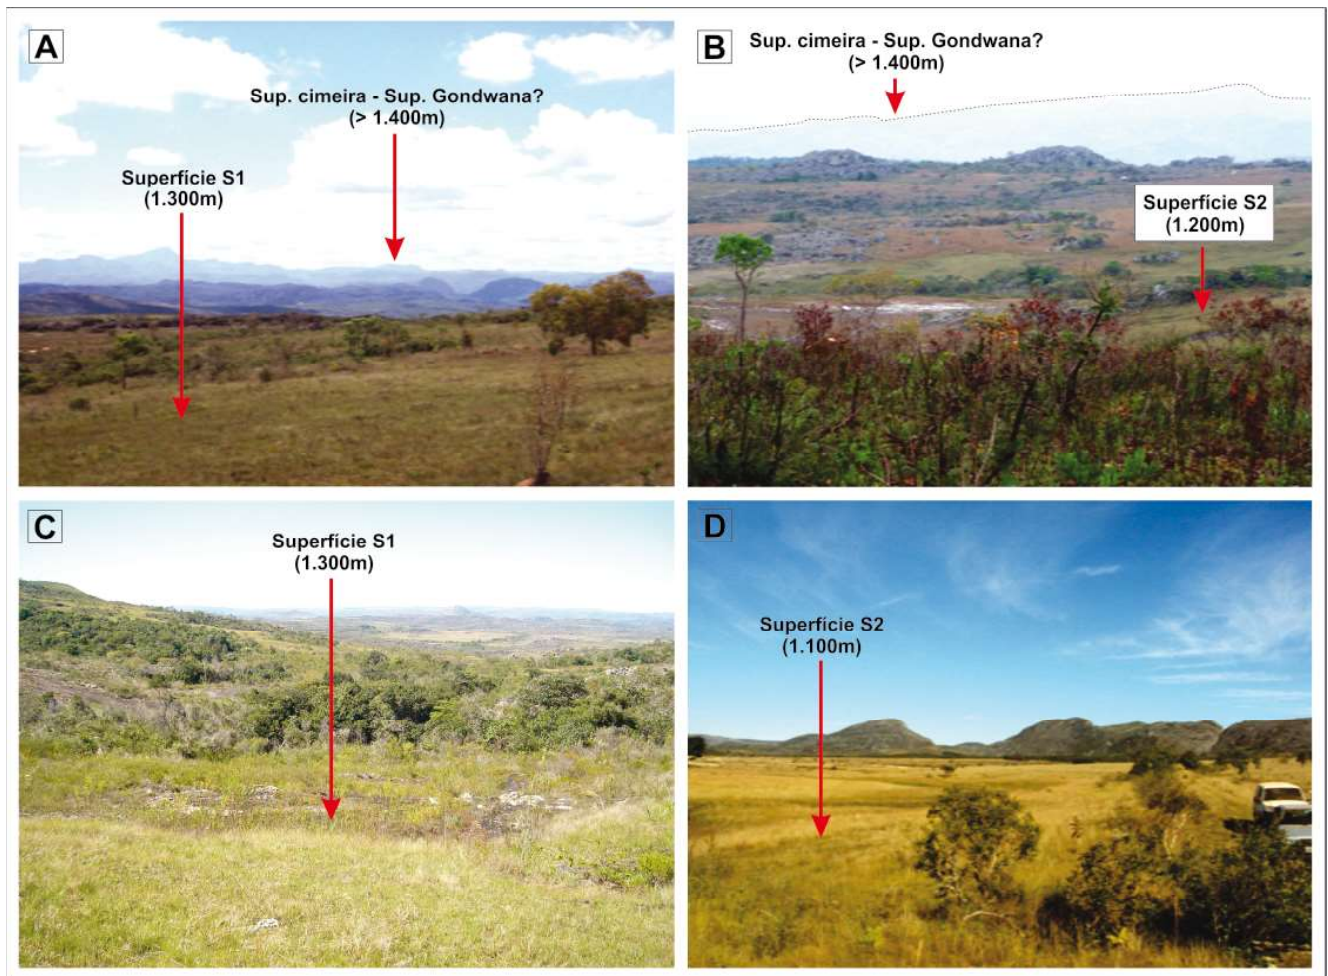 A
Sup. cimeira - Sup. Gondwana?
(> 1.400m)
Superfície S1
(1.300m)
B
Sup. cimeira - Sup. Gondwana?
(> 1.400m)
Superfície S2
(1.200m)
C
Superfície S1
(1.300m)
D
Superfície S2
(1.100m)